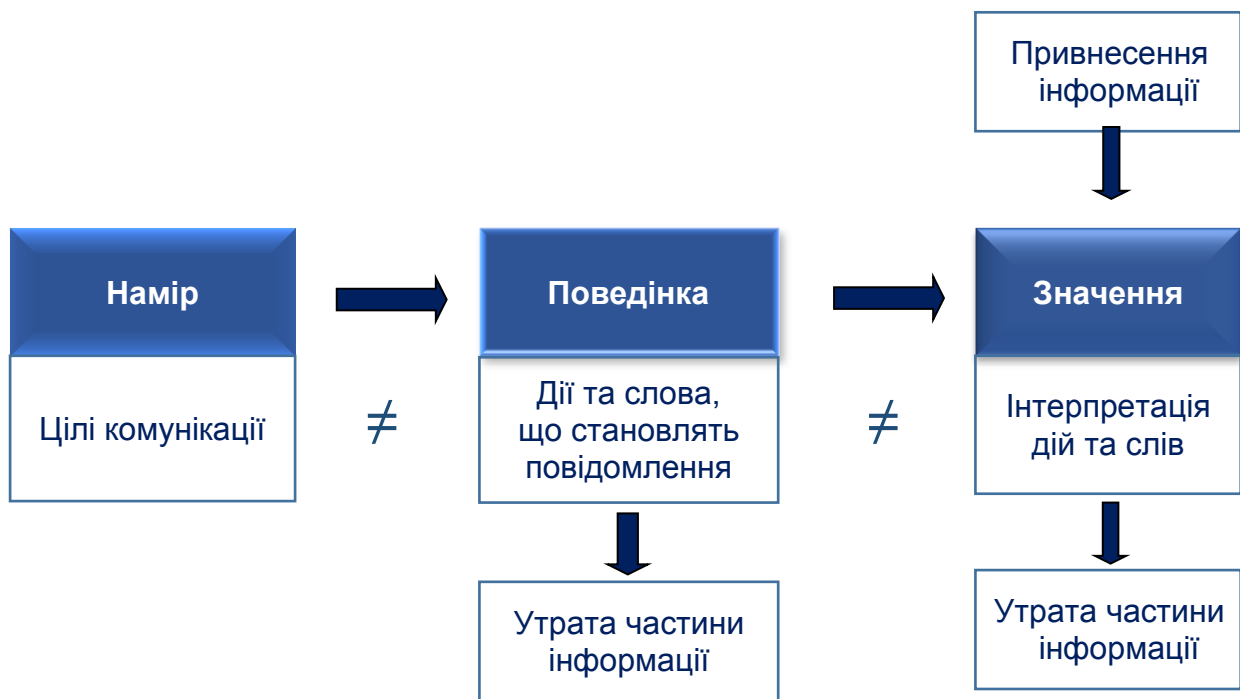 Привнесення
інформації
Намір
Поведінка
Значення
Цілі комунікації
≠
Дії та слова,
що становлять
повідомлення
≠
Інтерпретація
дій та слів
Утрата частини
інформації
Утрата частини
інформації